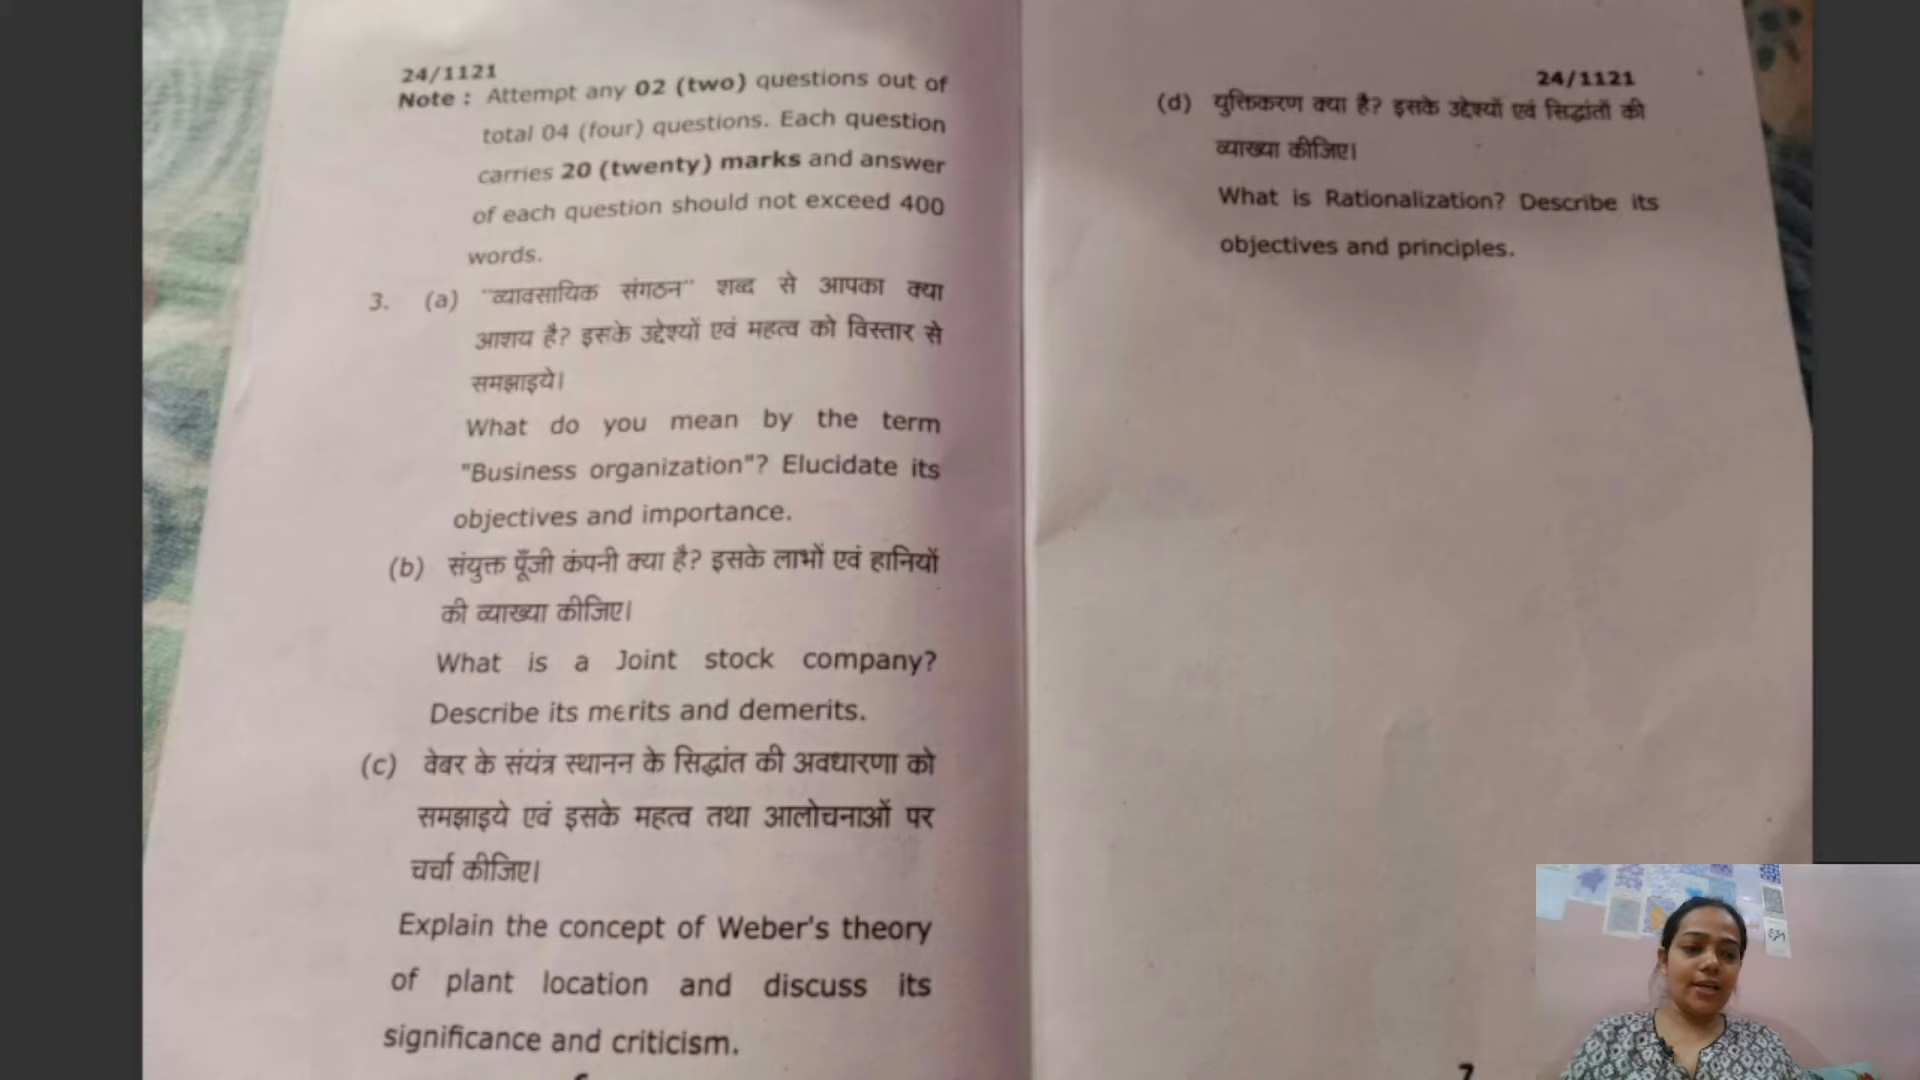 24/1121
Note : Attempt any 02 (two) questions out of
total 04 (four) questions. Each question
carries 20 (twenty) marks and answer
of each question should not exceed 400
words.
3. (a) "व्यावसायिक संगठन" शब्द से आपका क्या
आशय है? इसके उद्देश्यों एवं महत्व को विस्तार से
समझाइये।
What do you mean by the term
"Business organization"? Elucidate its
objectives and importance.
(b) संयुक्त पूँजी कंपनी क्या है? इसके लाभों एवं हानियों
की व्याख्या कीजिए।
What is a Joint stock company?
Describe its merits and demerits.
(c) वेबर के संयंत्र स्थानन के सिद्धांत की अवधारणा को
समझाइये एवं इसके महत्व तथा आलोचनाओं पर
चर्चा कीजिए।
Explain the concept of Weber's theory
of plant location and discuss its
significance and criticism.
24/1121
(d) युक्तिकरण क्या है? इसके उद्देश्यों एवं सिद्धांतों की
व्याख्या कीजिए।
What is Rationalization? Describe its
objectives and principles.
7